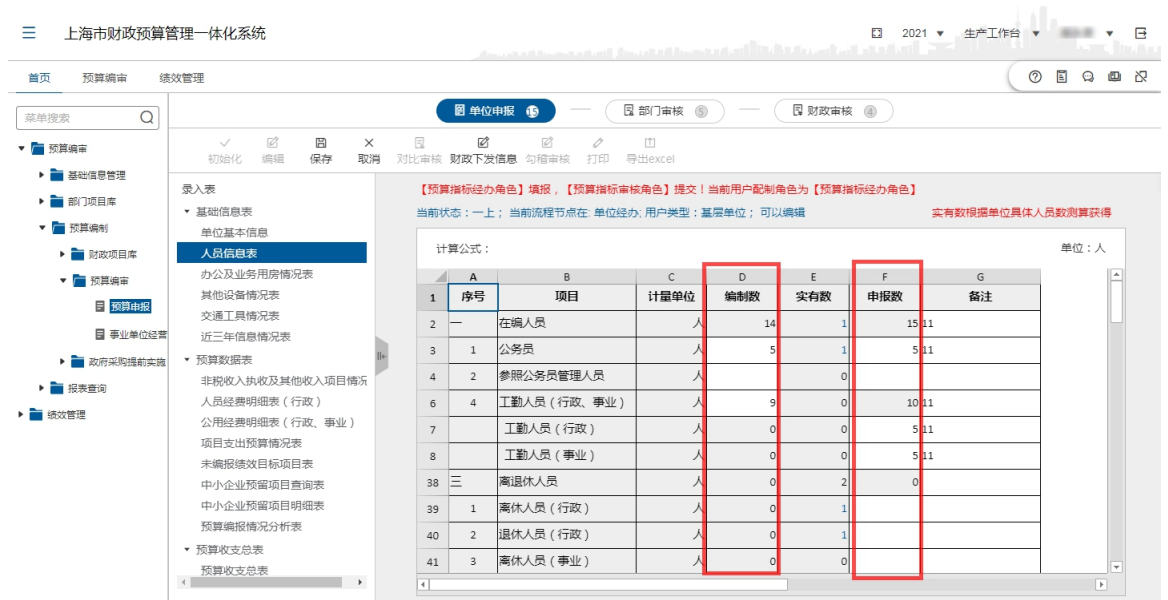 上海市财政预算管理一体化系统
2021 ▼ 生产工作台 ▼
首页 预算编审 绩效管理
菜单搜索
预算编审
基础信息管理
部门项目库
预算编制
财政项目库
预算编审
预算申报
事业单位经营
政府采购提前实施
报表查询
绩效管理
单位申报 15 部门审核 5 财政审核 4
初始化 编辑 保存 取消 对比审核 财政下发信息 勾稽审核 打印 导出excel
录入表
基础信息表
单位基本信息
人员信息表
办公及业务用房情况表
其他设备情况表
交通工具情况表
近三年信息情况表
预算数据表
非税收入执收及其他收入项目情况
人员经费明细表（行政）
公用经费明细表（行政、事业）
项目支出预算情况表
未编报绩效目标项目表
中小企业预留项目查询表
中小企业预留项目明细表
预算编报情况分析表
预算收支总表
预算收支总表
【预算指标经办角色】填报，【预算指标审核角色】提交！当前用户配制角色为【预算指标经办角色】
当前状态：一上； 当前流程节点在: 单位经办; 用户类型：基层单位； 可以编辑 实有数根据单位具体人员数测算获得
计算公式： 单位：人
A B C D E F G
1 序号 项目 计量单位 编制数 实有数 申报数 备注
2 一 在编人员 人 14 1 15 11
3 1 公务员 人 5 1 5 11
4 2 参照公务员管理人员 人 0
6 4 工勤人员（行政、事业） 人 9 0 10 11
7 工勤人员（行政） 人 0 0 5 11
8 工勤人员（事业） 人 0 0 5 11
38 三 离退休人员 人 0 2 0
39 1 离休人员（行政） 人 0 1
40 2 退休人员（行政） 人 0 1
41 3 离休人员（事业） 人 0 0